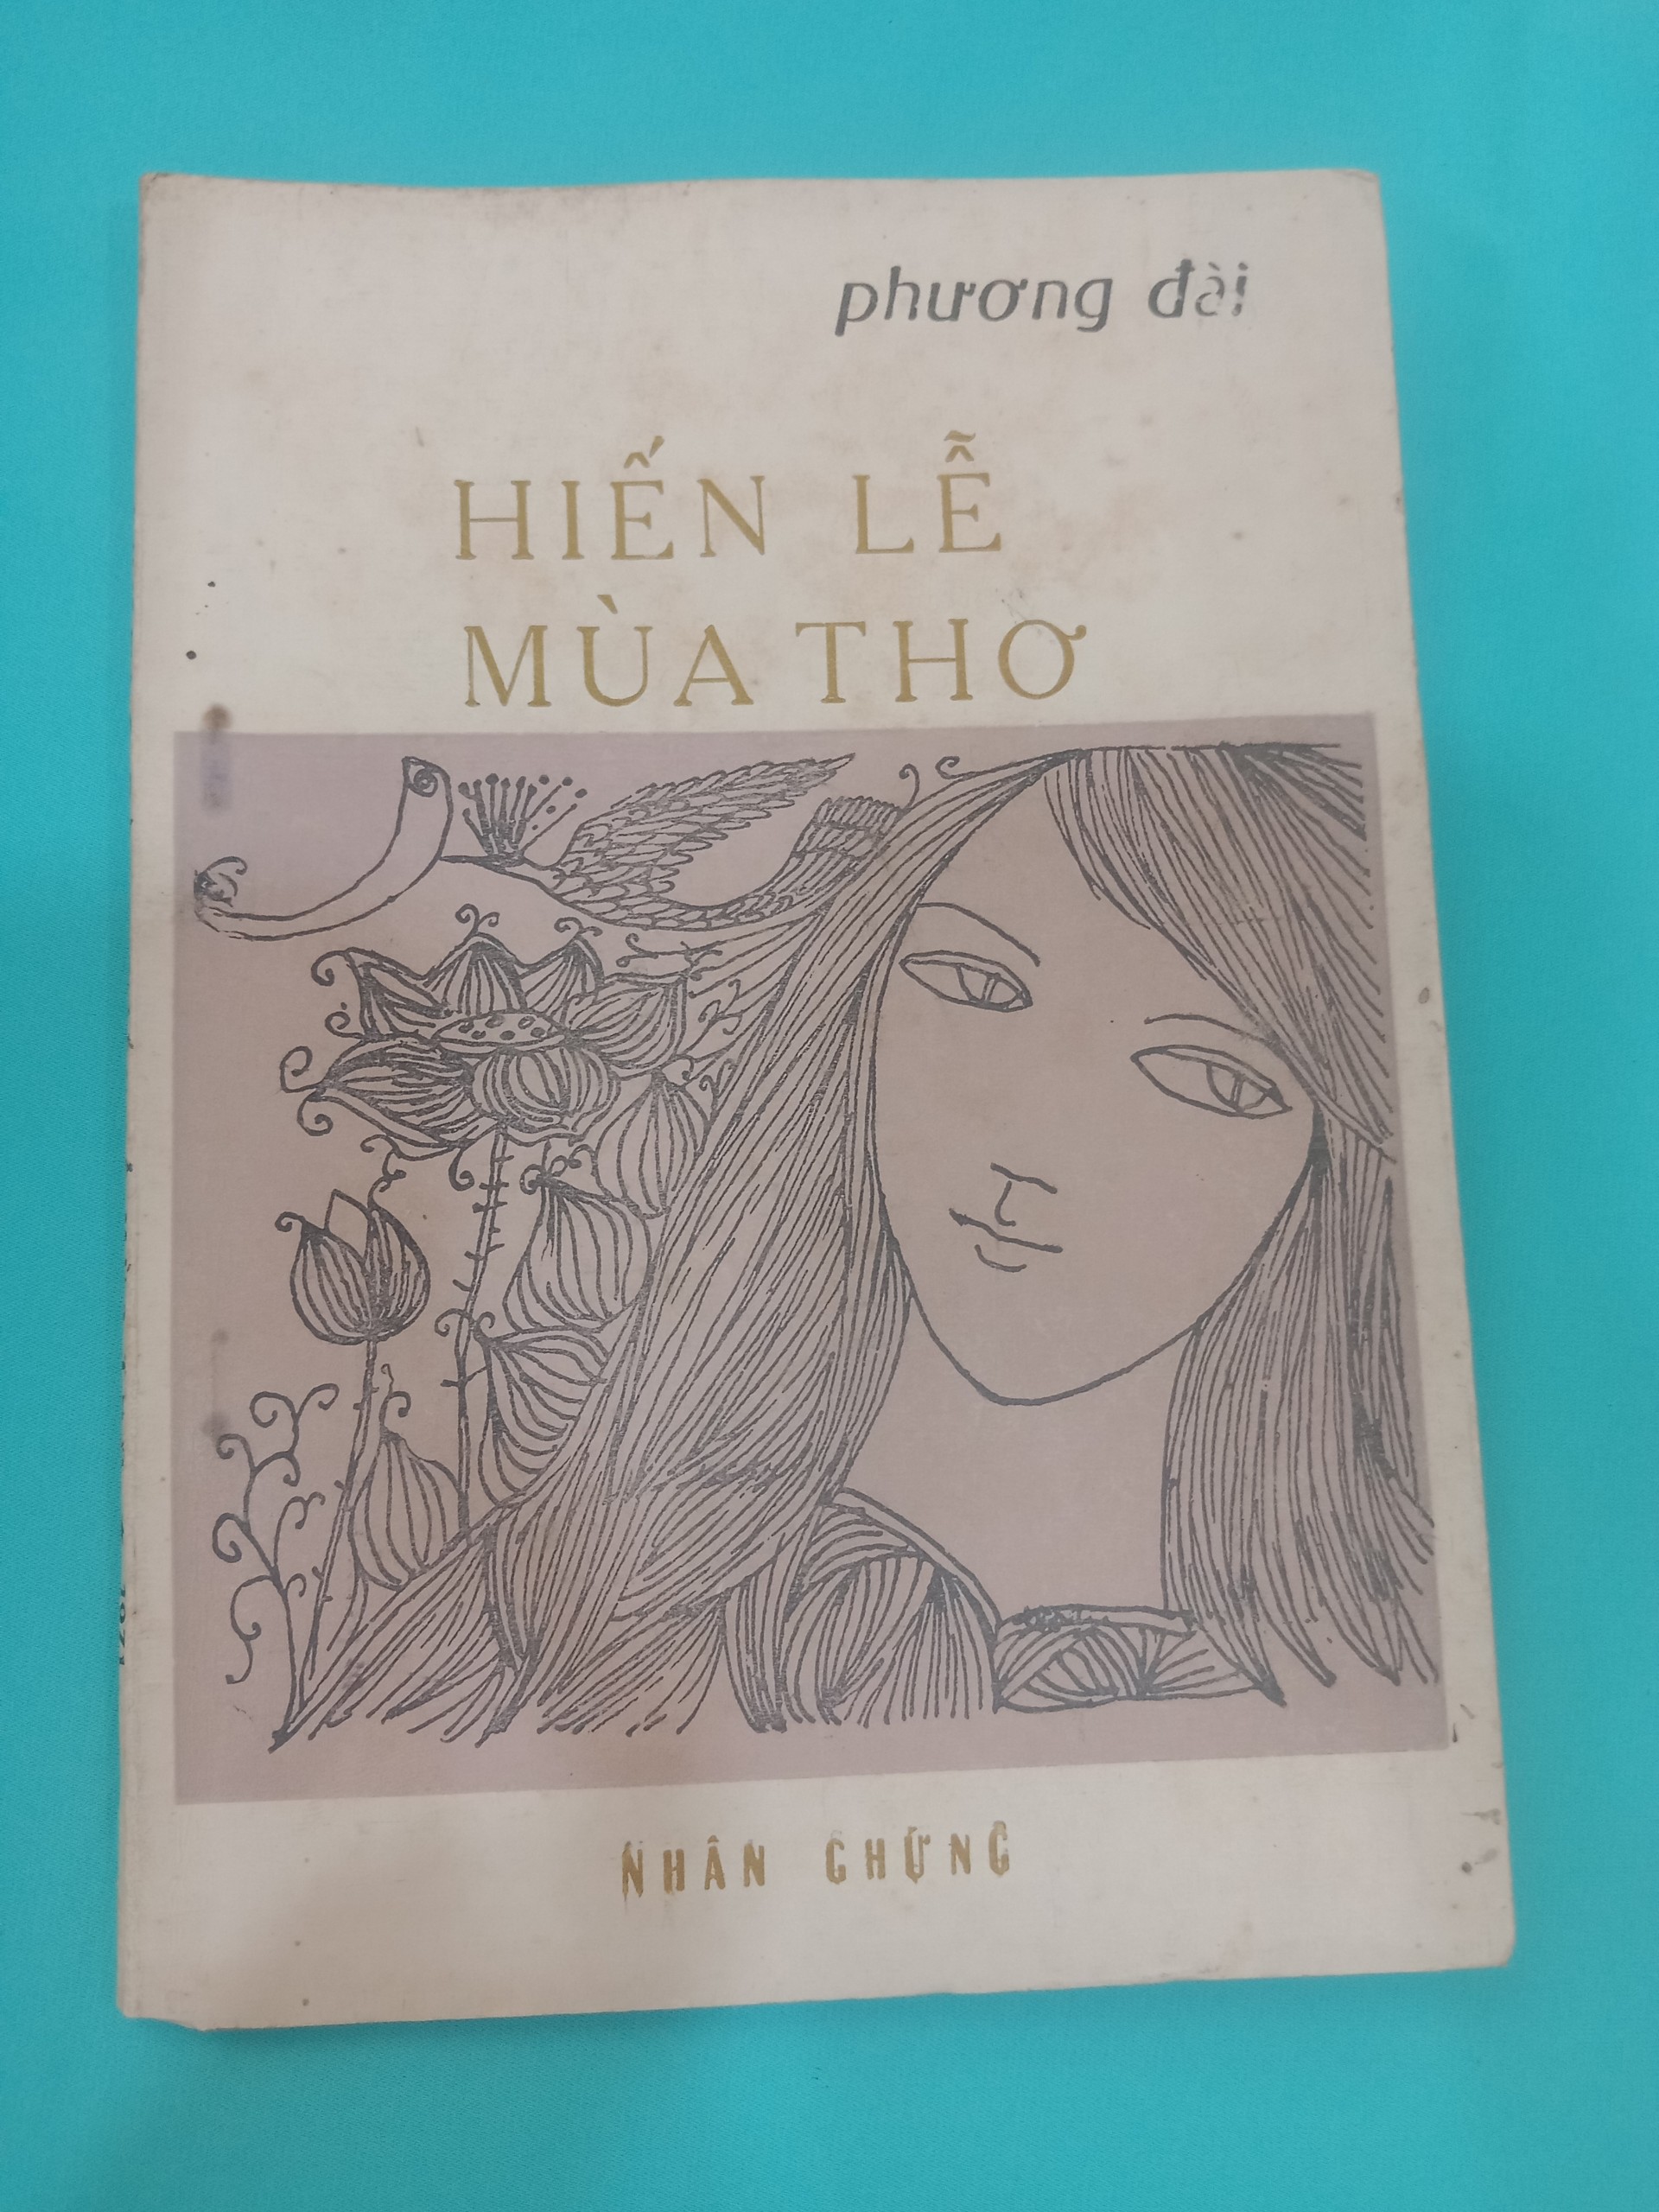 phương đài
HIẾN LỄ
MÙA THƠ
NHÂN CHỨNG